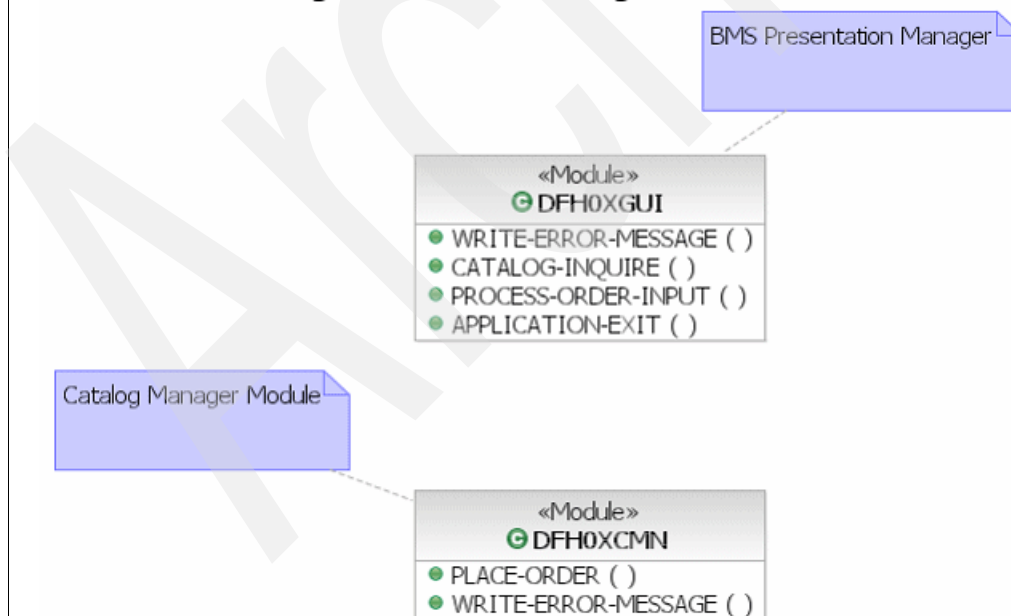 BMS Presentation Manager
«Module»
DFH0XGUI
WRITE-ERROR-MESSAGE ( )
CATALOG-INQUIRE ( )
PROCESS-ORDER-INPUT ( )
APPLICATION-EXIT ( )
Catalog Manager Module
«Module»
DFH0XCMN
PLACE-ORDER ( )
WRITE-ERROR-MESSAGE ( )